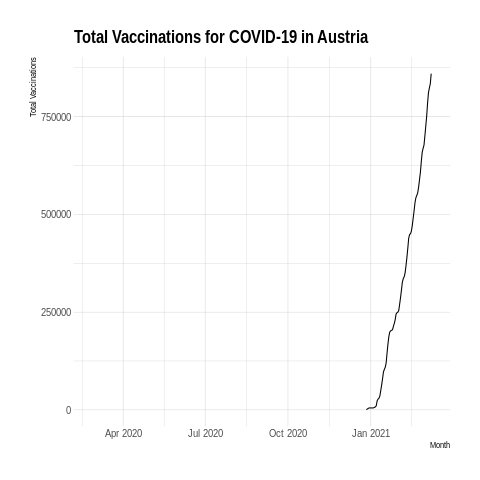 Total Vaccinations for COVID-19 in Austria
Total Vaccinations
750000
500000
250000
0
Apr 2020 Jul 2020 Oct 2020 Jan 2021
Month